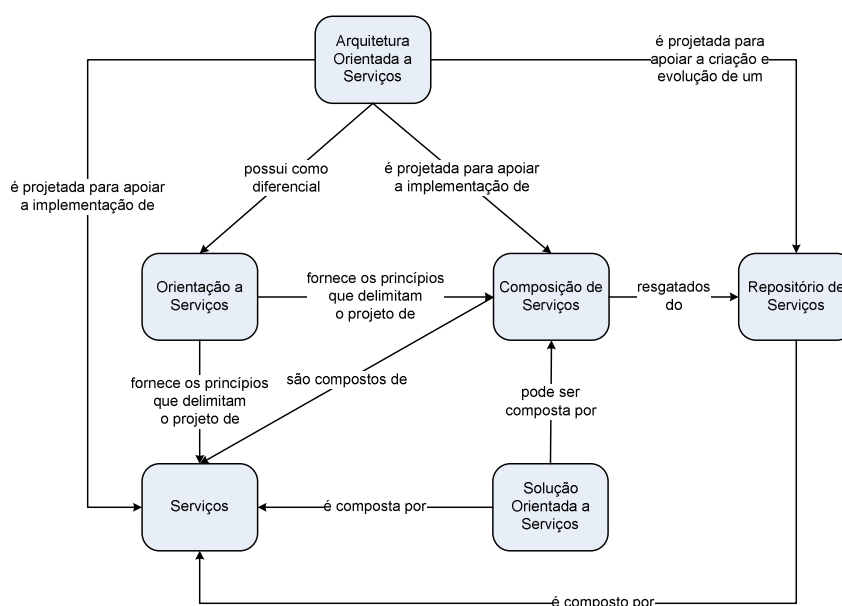 Arquitetura
Orientada a
Serviços
é projetada para
apoiar a criação e
evolução de um
possui como
diferencial
é projetada para apoiar
a implementação de
é projetada para apoiar
a implementação de
Orientação a
Serviços
fornece os princípios
que delimitam
o projeto de
Composição de
Serviços
resgatados
do
Repositório de
Serviços
são compostos de
fornece os princípios
que delimitam
o projeto de
pode ser
composta por
Serviços
é composta por
Solução
Orientada a
Serviços
é composto por